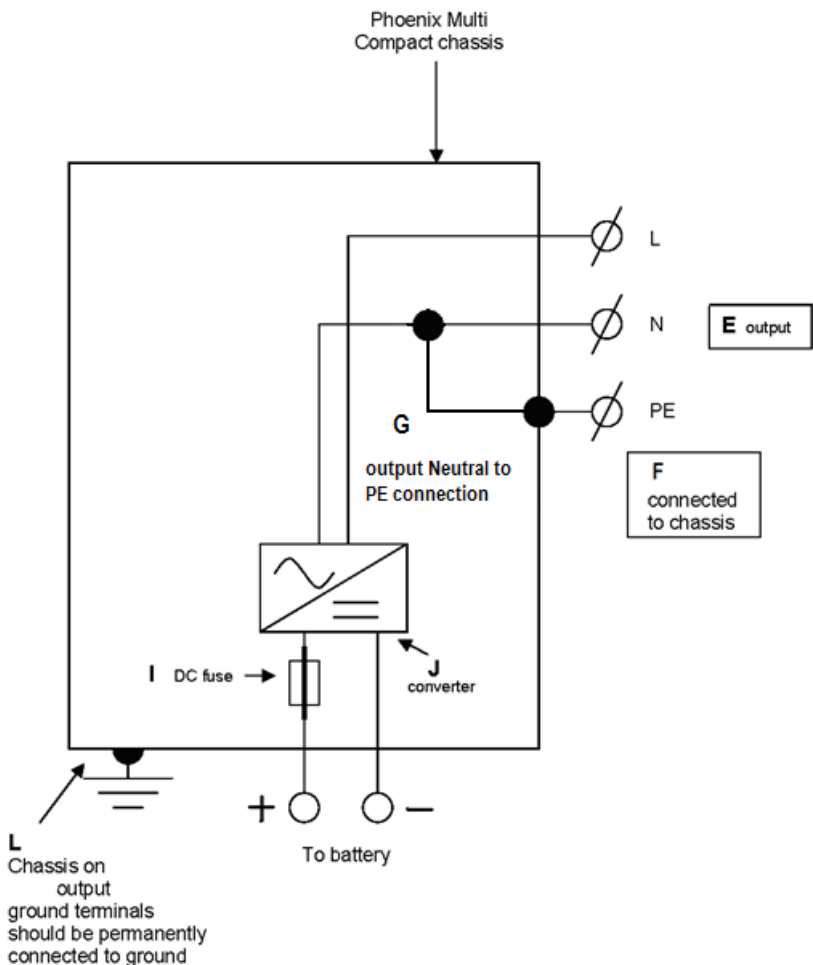 Phoenix Multi
Compact chassis
L
N
E output
PE
G
output Neutral to
PE connection
F
connected
to chassis
I DC fuse
J
converter
+ −
To battery
L
Chassis on
output
ground terminals
should be permanently
connected to ground